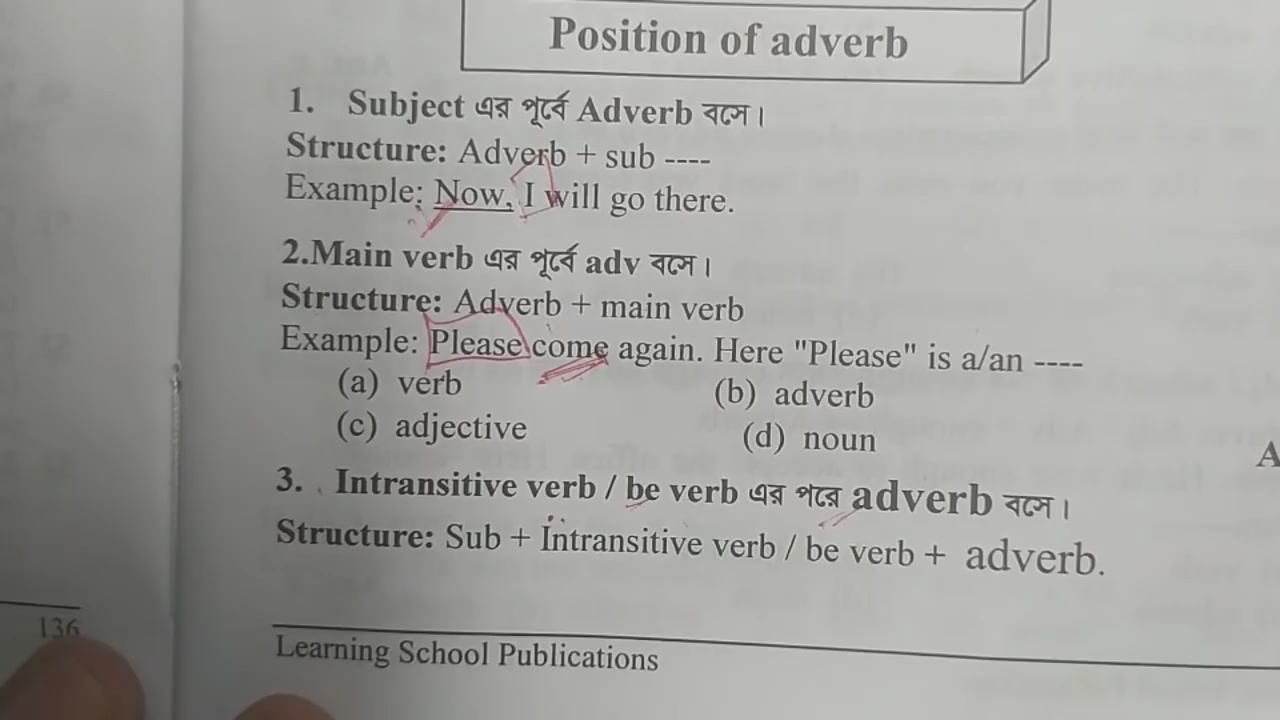 Position of adverb
1. Subject এর পূর্বে Adverb বসে।
Structure: Adverb + sub ----
Example: Now, I will go there.
2.Main verb এর পূর্বে adv বসে।
Structure: Adverb + main verb
Example: Please come again. Here "Please" is a/an ----
(a) verb (b) adverb
(c) adjective (d) noun
A
3. Intransitive verb / be verb এর পরে adverb বসে।
Structure: Sub + Intransitive verb / be verb + adverb.
136
Learning School Publications